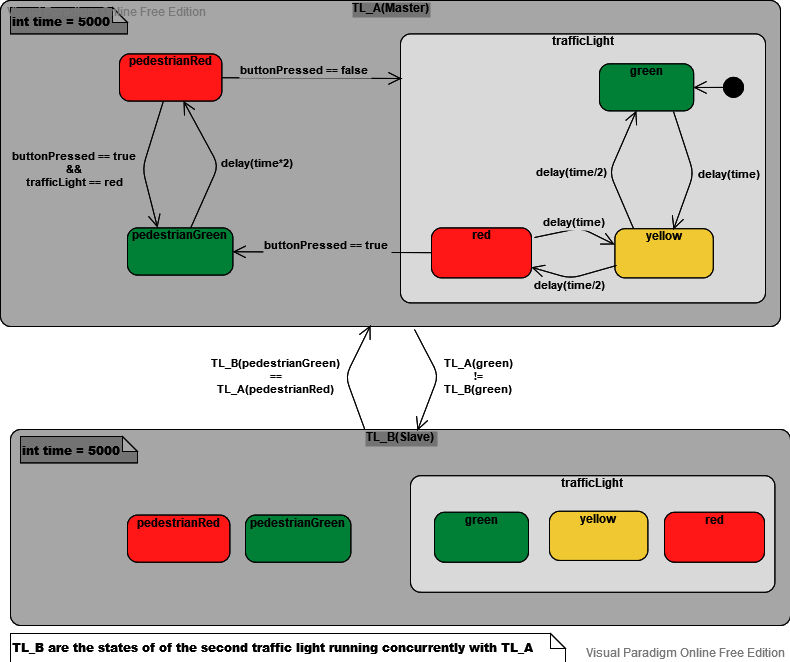 Online Free Edition
int time = 5000
TL_A(Master)
trafficLight
pedestrianRed
buttonPressed == false
green
buttonPressed == true
&&
trafficLight == red
delay(time*2)
delay(time/2)
delay(time)
pedestrianGreen
buttonPressed == true
red
delay(time)
yellow
delay(time/2)
TL_B(pedestrianGreen)
==
TL_A(pedestrianRed)
TL_A(green)
!=
TL_B(green)
TL_B(Slave)
int time = 5000
trafficLight
pedestrianRed
pedestrianGreen
green
yellow
red
TL_B are the states of of the second traffic light running concurrently with TL_A
Visual Paradigm Online Free Edition